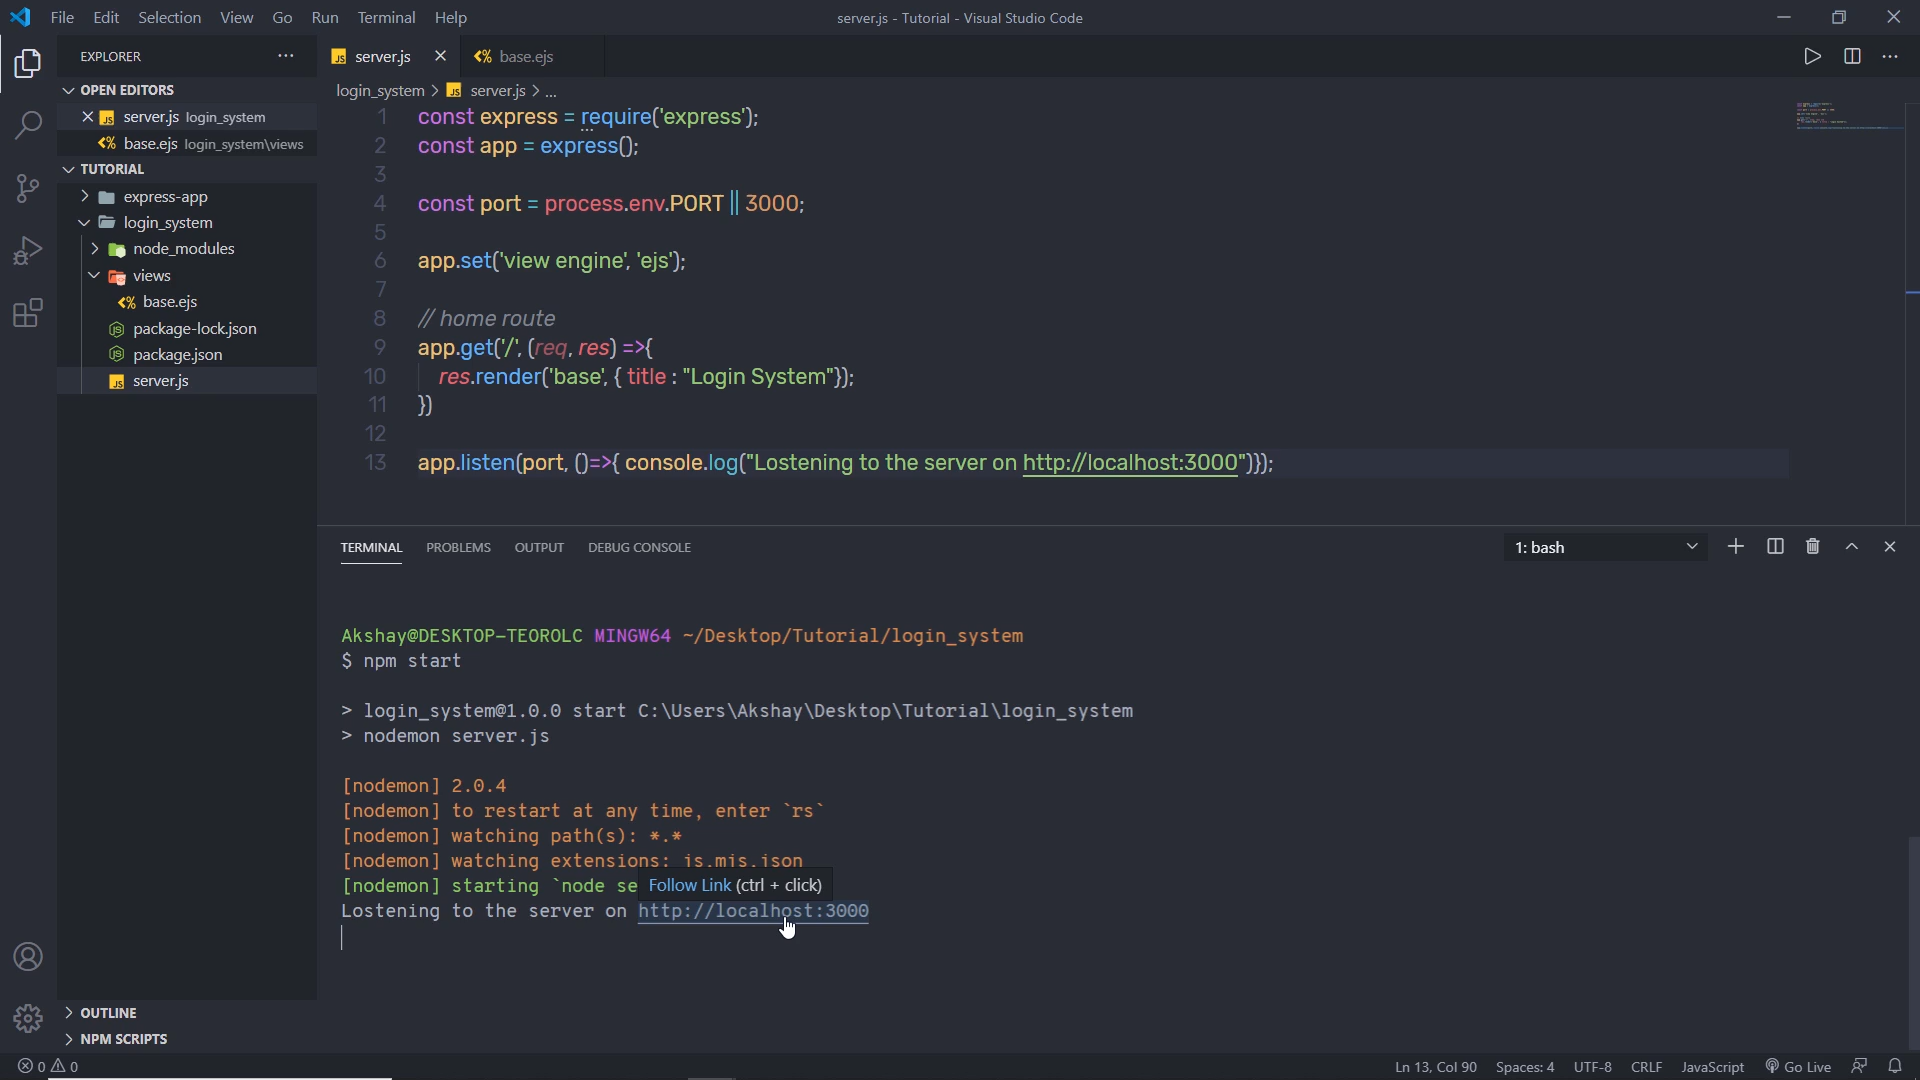 File Edit Selection View Go Run Terminal Help
server.js - Tutorial - Visual Studio Code
EXPLORER
OPEN EDITORS
server.js login_system
base.ejs login_system\views
TUTORIAL
express-app
login_system
node_modules
views
base.ejs
package-lock.json
package.json
server.js
OUTLINE
NPM SCRIPTS
server.js
base.ejs
login_system > server.js > ...
1 const express = require('express');
2 const app = express();
3
4 const port = process.env.PORT || 3000;
5
6 app.set('view engine', 'ejs');
7
8 // home route
9 app.get('/', (req, res) =>{
10 res.render('base', { title : "Login System"});
11 })
12
13 app.listen(port, ()=>{ console.log("Lostening to the server on http://localhost:3000")});
TERMINAL PROBLEMS OUTPUT DEBUG CONSOLE
1: bash
Akshay@DESKTOP-TEOROLC MINGW64 ~/Desktop/Tutorial/login_system
$ npm start
> login_system@1.0.0 start C:\Users\Akshay\Desktop\Tutorial\login_system
> nodemon server.js
[nodemon] 2.0.4
[nodemon] to restart at any time, enter `rs`
[nodemon] watching path(s): *.*
[nodemon] watching extensions: js,mjs,json
[nodemon] starting `node se
Follow Link (ctrl + click)
Lostening to the server on http://localhost:3000
0 0
Ln 13, Col 90 Spaces: 4 UTF-8 CRLF JavaScript Go Live